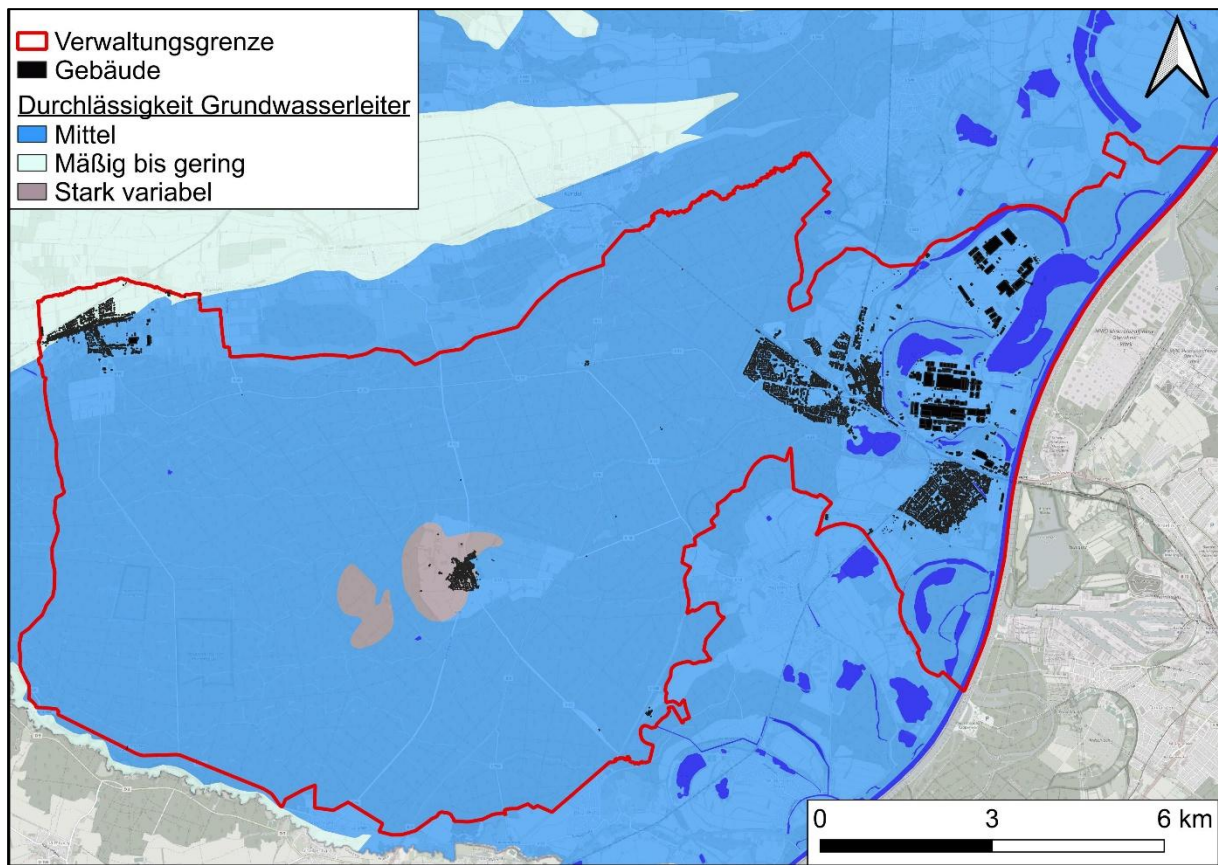 Verwaltungsgrenze
Gebäude
Durchlässigkeit Grundwasserleiter
Mittel
Mäßig bis gering
Stark variabel
0 3 6 km